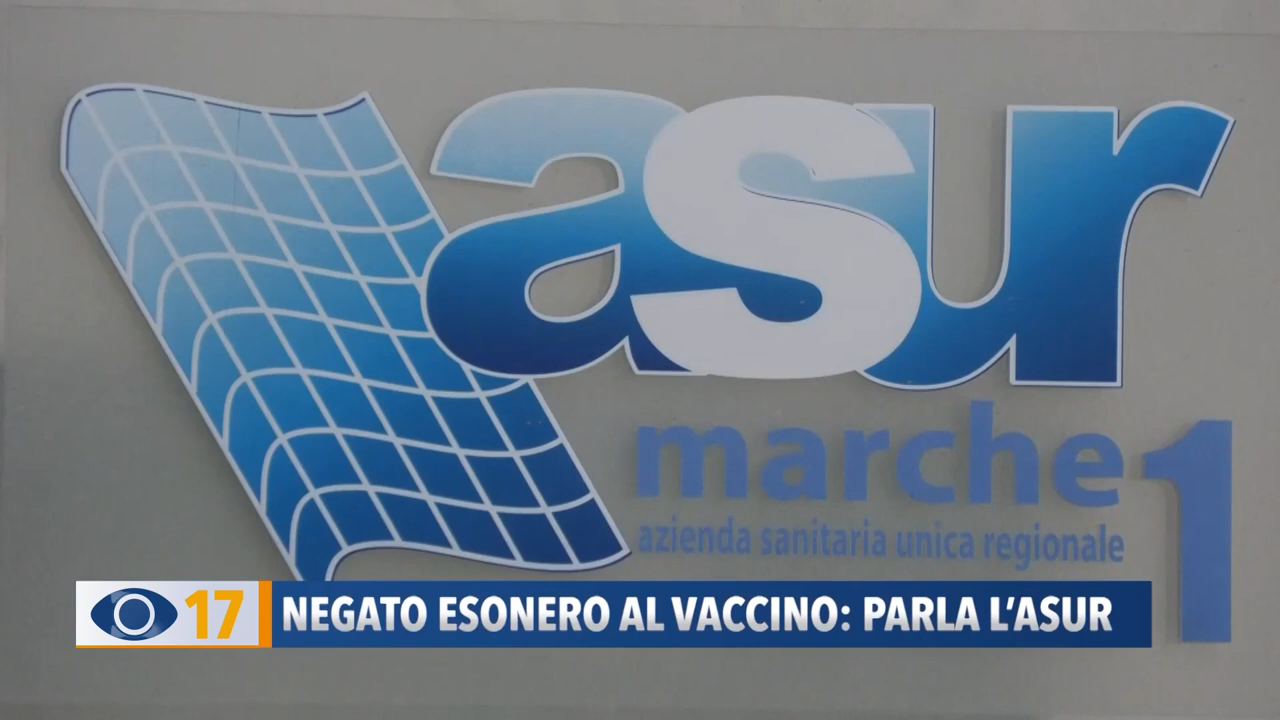 asur
marche 1
azienda sanitaria unica regionale
17 NEGATO ESONERO AL VACCINO: PARLA L'ASUR